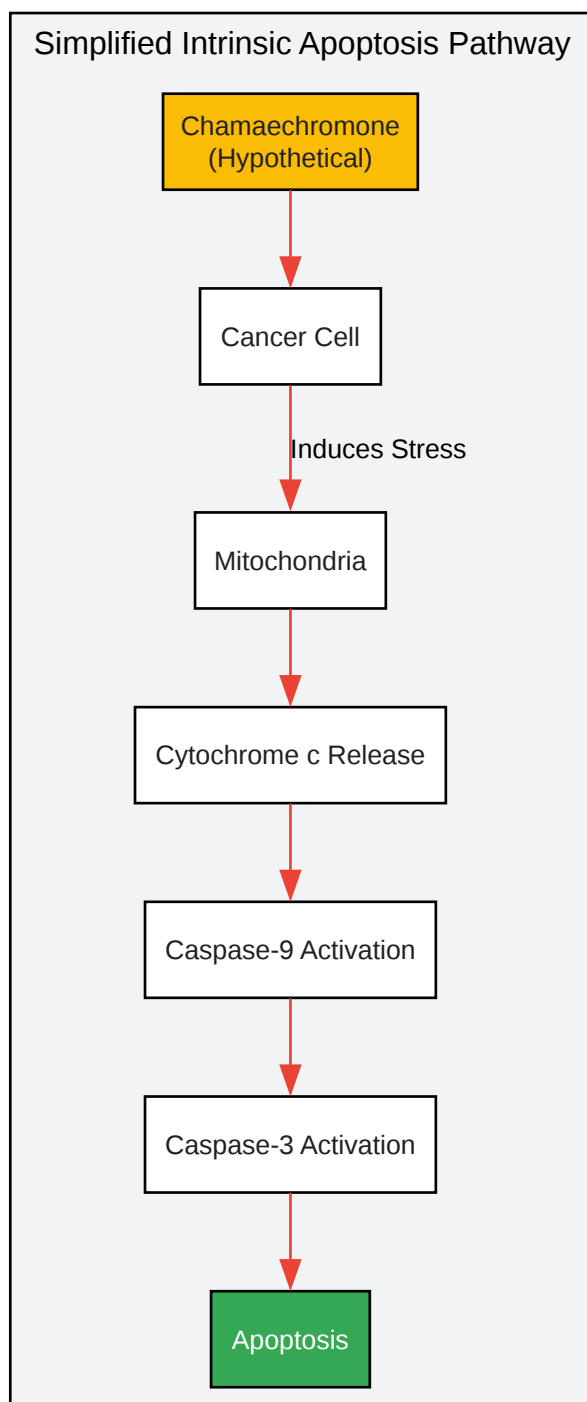 Simplified Intrinsic Apoptosis Pathway
Chamaechromone
(Hypothetical)
Cancer Cell
Induces Stress
Mitochondria
Cytochrome c Release
Caspase-9 Activation
Caspase-3 Activation
Apoptosis